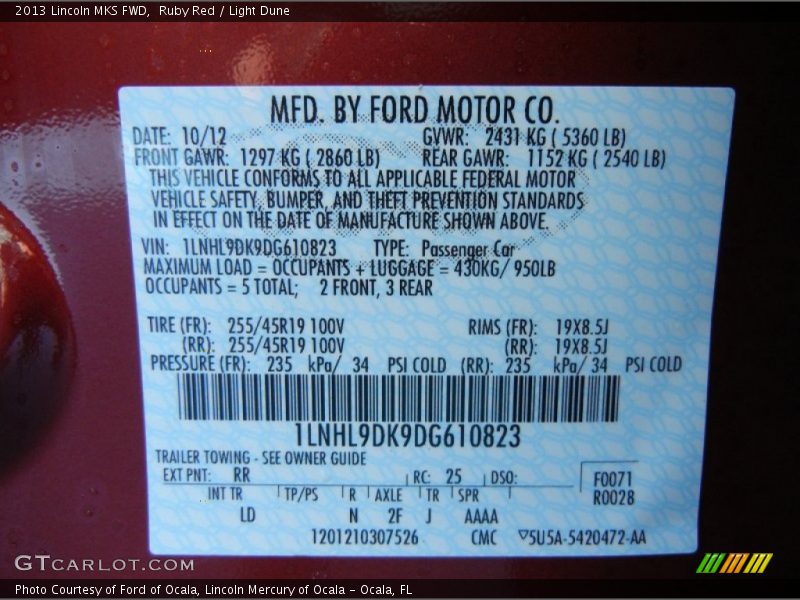 2013 Lincoln MKS FWD, Ruby Red / Light Dune
MFD. BY FORD MOTOR CO.
DATE: 10/12 GVWR: 2431 KG ( 5360 LB)
FRONT GAWR: 1297 KG ( 2860 LB) REAR GAWR: 1152 KG ( 2540 LB)
THIS VEHICLE CONFORMS TO ALL APPLICABLE FEDERAL MOTOR
VEHICLE SAFETY, BUMPER, AND THEFT PREVENTION STANDARDS
IN EFFECT ON THE DATE OF MANUFACTURE SHOWN ABOVE.
VIN: 1LNHL9DK9DG610823 TYPE: Passenger Car
MAXIMUM LOAD = OCCUPANTS + LUGGAGE = 430KG/ 950LB
OCCUPANTS = 5 TOTAL; 2 FRONT, 3 REAR
TIRE (FR): 255/45R19 100V RIMS (FR): 19X8.5J
(RR): 255/45R19 100V (RR): 19X8.5J
PRESSURE (FR): 235 kPa/ 34 PSI COLD (RR): 235 kPa/ 34 PSI COLD
1LNHL9DK9DG610823
TRAILER TOWING - SEE OWNER GUIDE
EXT PNT: RR RC: 25 DSO: F0071
R0028
INT TR TP/PS R AXLE TR SPR
LD N 2F J AAAA
1201210307526 CMC ▽5U5A-5420472-AA
GTCARLOT.COM
Photo Courtesy of Ford of Ocala, Lincoln Mercury of Ocala - Ocala, FL